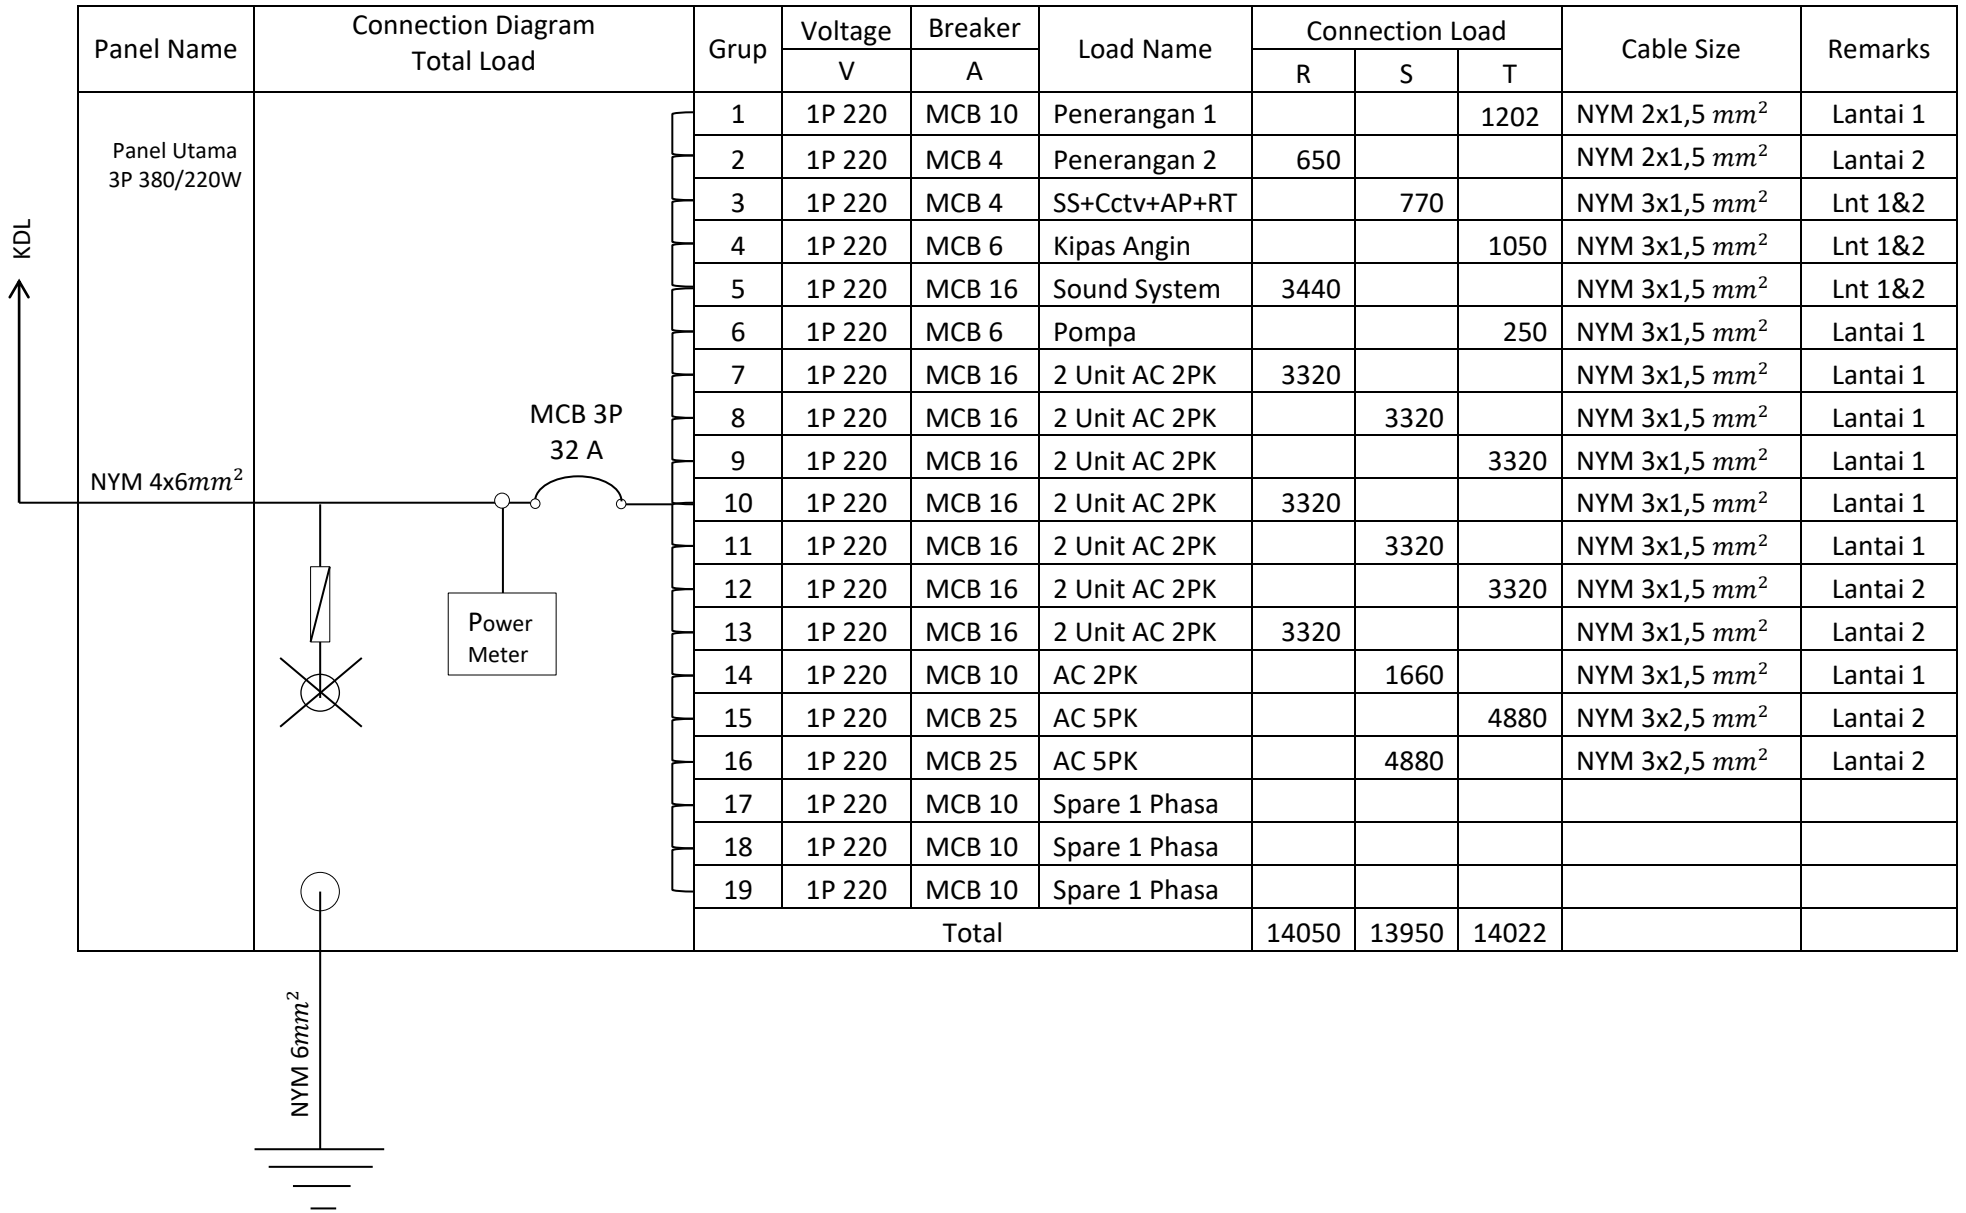 Panel Name
Connection Diagram
Total Load
Grup
Voltage
V
Breaker
A
Load Name
Connection Load
R S T
Cable Size
Remarks
Panel Utama
3P 380/220W
KDL
NYM 4x6mm²
MCB 3P
32 A
Power
Meter
NYM 6mm²
1 1P 220 MCB 10 Penerangan 1 1202 NYM 2x1,5 mm² Lantai 1
2 1P 220 MCB 4 Penerangan 2 650 NYM 2x1,5 mm² Lantai 2
3 1P 220 MCB 4 SS+Cctv+AP+RT 770 NYM 3x1,5 mm² Lnt 1&2
4 1P 220 MCB 6 Kipas Angin 1050 NYM 3x1,5 mm² Lnt 1&2
5 1P 220 MCB 16 Sound System 3440 NYM 3x1,5 mm² Lnt 1&2
6 1P 220 MCB 6 Pompa 250 NYM 3x1,5 mm² Lantai 1
7 1P 220 MCB 16 2 Unit AC 2PK 3320 NYM 3x1,5 mm² Lantai 1
8 1P 220 MCB 16 2 Unit AC 2PK 3320 NYM 3x1,5 mm² Lantai 1
9 1P 220 MCB 16 2 Unit AC 2PK 3320 NYM 3x1,5 mm² Lantai 1
10 1P 220 MCB 16 2 Unit AC 2PK 3320 NYM 3x1,5 mm² Lantai 1
11 1P 220 MCB 16 2 Unit AC 2PK 3320 NYM 3x1,5 mm² Lantai 1
12 1P 220 MCB 16 2 Unit AC 2PK 3320 NYM 3x1,5 mm² Lantai 2
13 1P 220 MCB 16 2 Unit AC 2PK 3320 NYM 3x1,5 mm² Lantai 2
14 1P 220 MCB 10 AC 2PK 1660 NYM 3x1,5 mm² Lantai 1
15 1P 220 MCB 25 AC 5PK 4880 NYM 3x2,5 mm² Lantai 2
16 1P 220 MCB 25 AC 5PK 4880 NYM 3x2,5 mm² Lantai 2
17 1P 220 MCB 10 Spare 1 Phasa
18 1P 220 MCB 10 Spare 1 Phasa
19 1P 220 MCB 10 Spare 1 Phasa
Total 14050 13950 14022